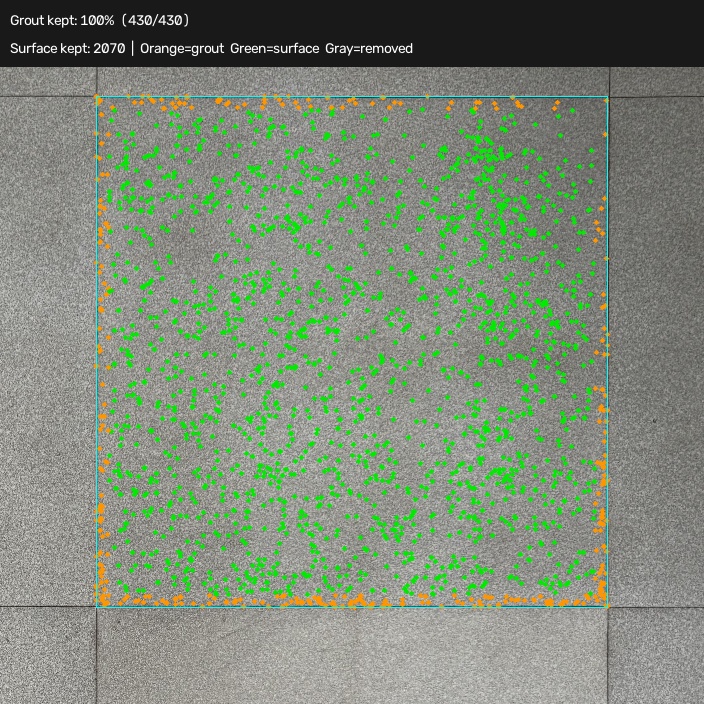 Grout kept: 100% (430/430)
Surface kept: 2070 | Orange=grout Green=surface Gray=removed